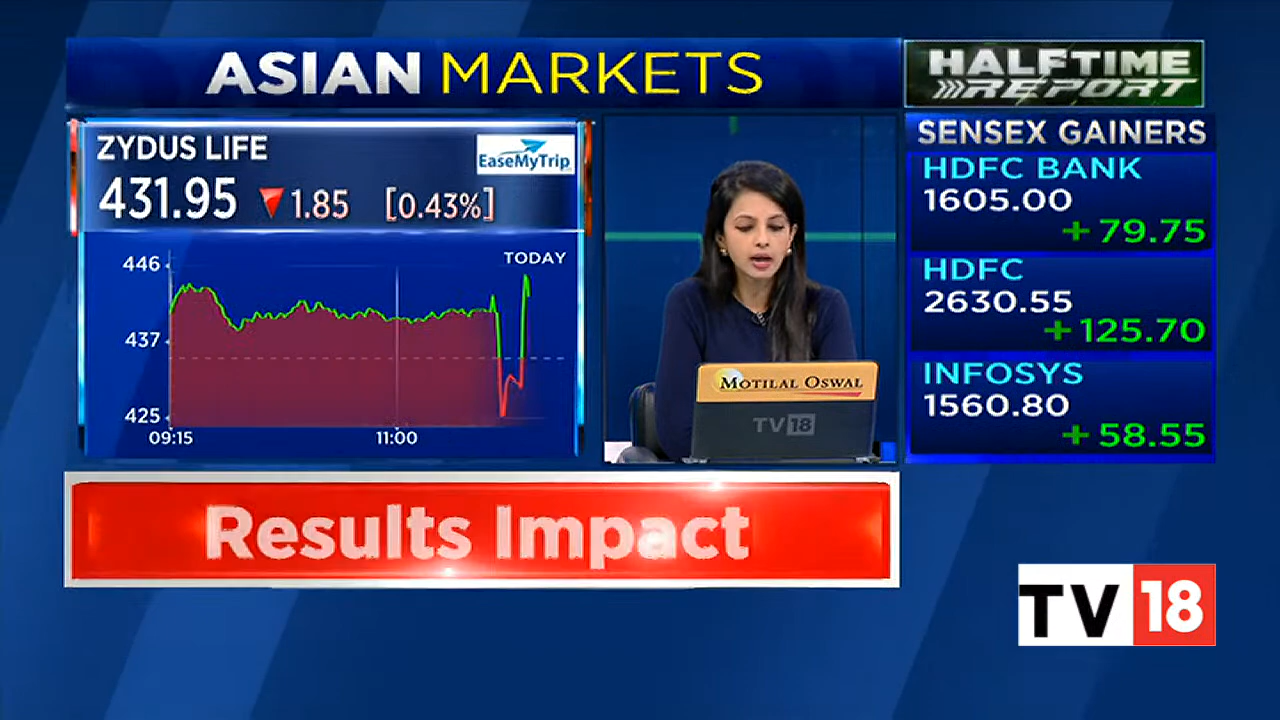 ASIAN MARKETS
HALFTIME
REPORT
ZYDUS LIFE
EaseMyTrip
431.95 1.85 [0.43%]
TODAY
446
437
425
09:15 11:00
MOTILAL OSWAL
TV18
SENSEX GAINERS
HDFC BANK
1605.00
+ 79.75
HDFC
2630.55
+ 125.70
INFOSYS
1560.80
+ 58.55
Results Impact
TV18